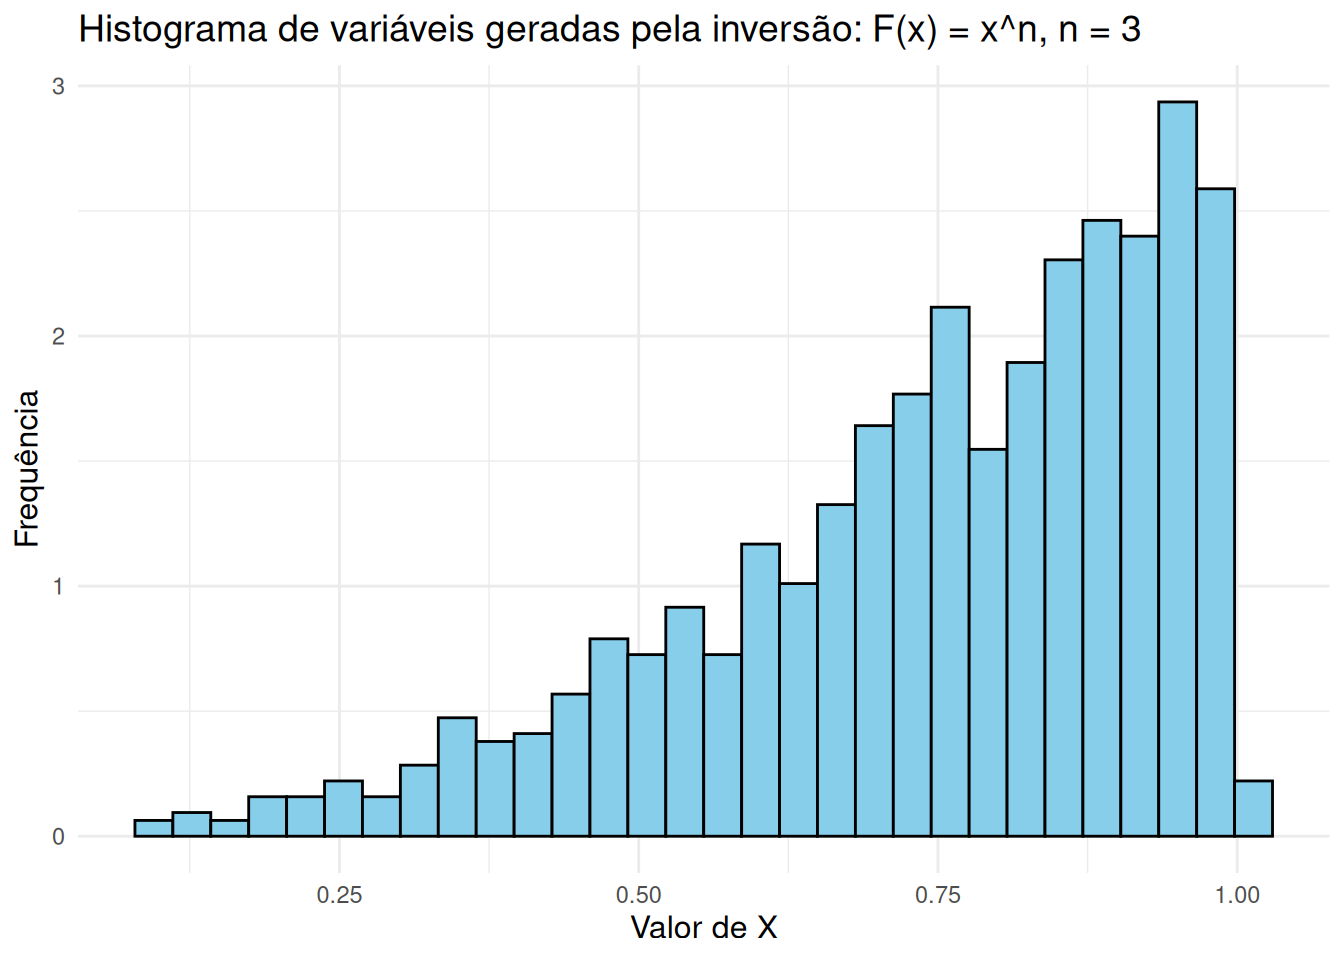 Histograma de variáveis geradas pela inversão: F(x) = x^n, n = 3
3
2
1
0
Frequência
0.25 0.50 0.75 1.00
Valor de X